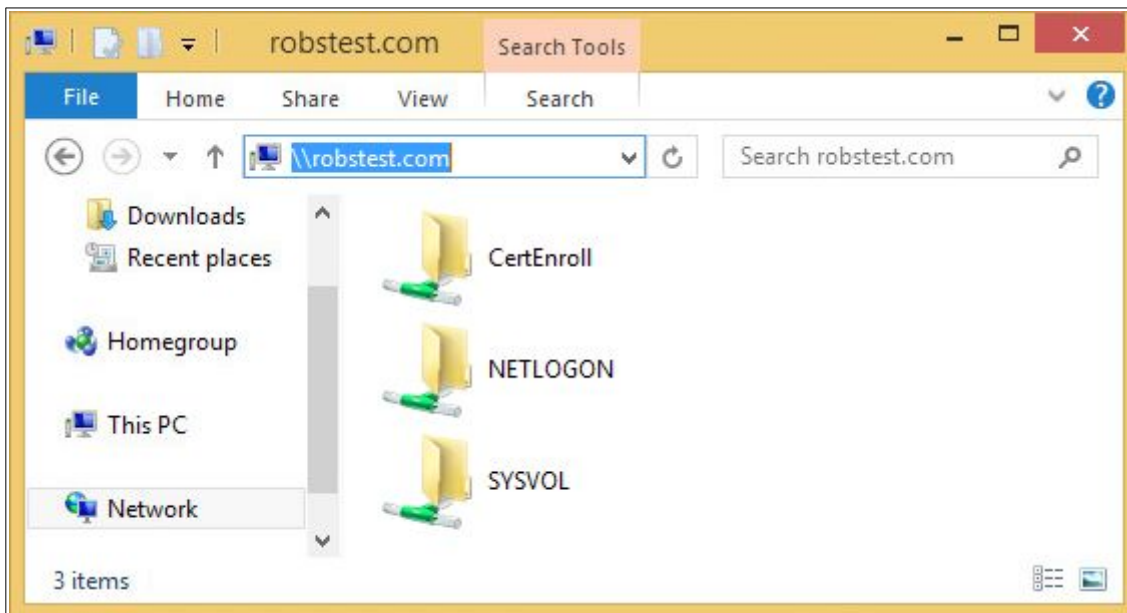 robstest.com
Search Tools
File Home Share View Search
\\robstest.com
Search robstest.com
Downloads
Recent places
Homegroup
This PC
Network
CertEnroll
NETLOGON
SYSVOL
3 items